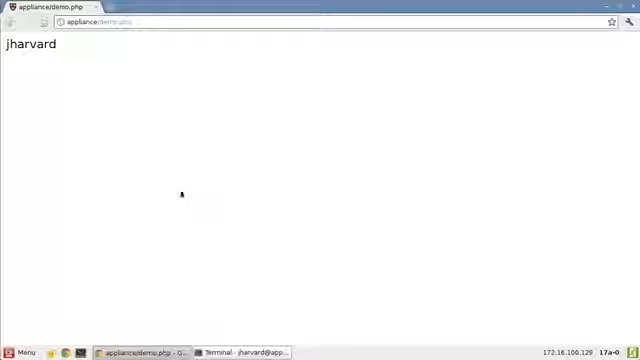 appliance/demo.php
appliance/demo.php
jharvard
Menu
appliance/demo.php - G...
Terminal - jharvard@app...
172.16.100.129
17a-0